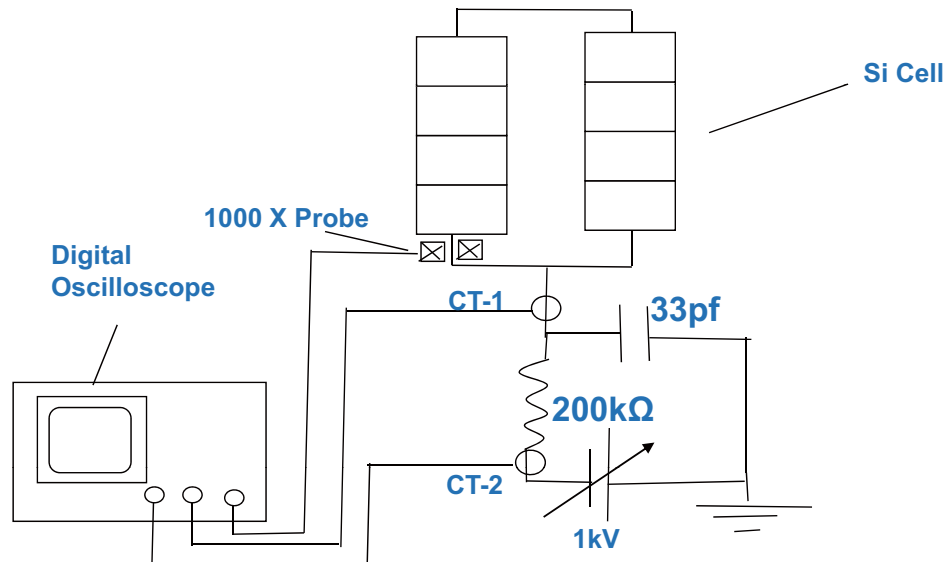 Si Cell
1000 X Probe
Digital
Oscilloscope
CT-1
33pf
200kΩ
CT-2
1kV